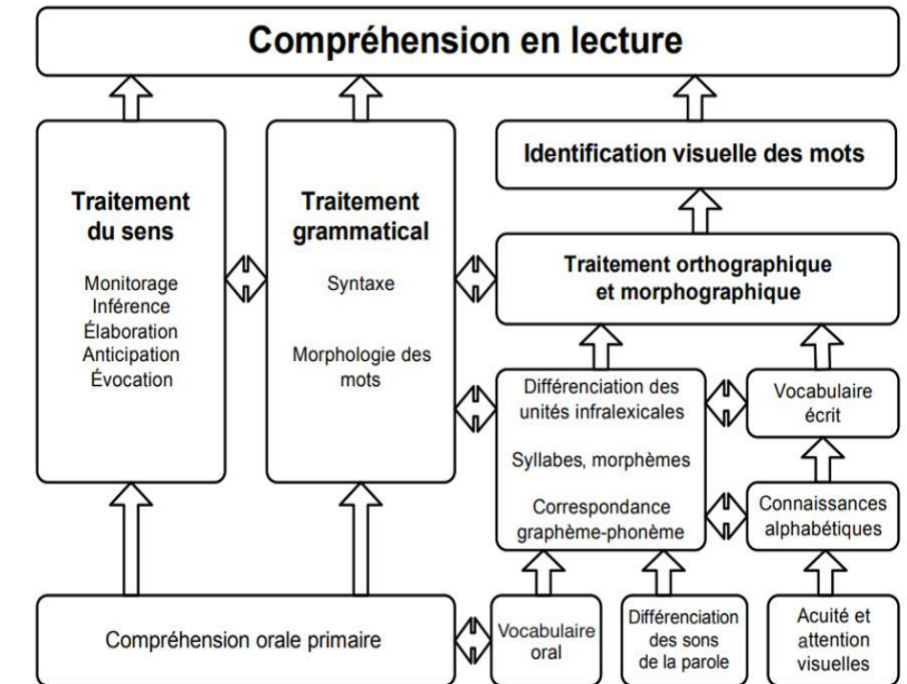 Compréhension en lecture
Traitement
du sens
Monitorage
Inférence
Élaboration
Anticipation
Évocation
Traitement
grammatical
Syntaxe
Morphologie des
mots
Identification visuelle des mots
Traitement orthographique
et morphographique
Différenciation des
unités infralexicales
Syllabes, morphèmes
Correspondance
graphème-phonème
Vocabulaire
écrit
Connaissances
alphabétiques
Compréhension orale primaire
Vocabulaire
oral
Différenciation
des sons
de la parole
Acuité et
attention
visuelles